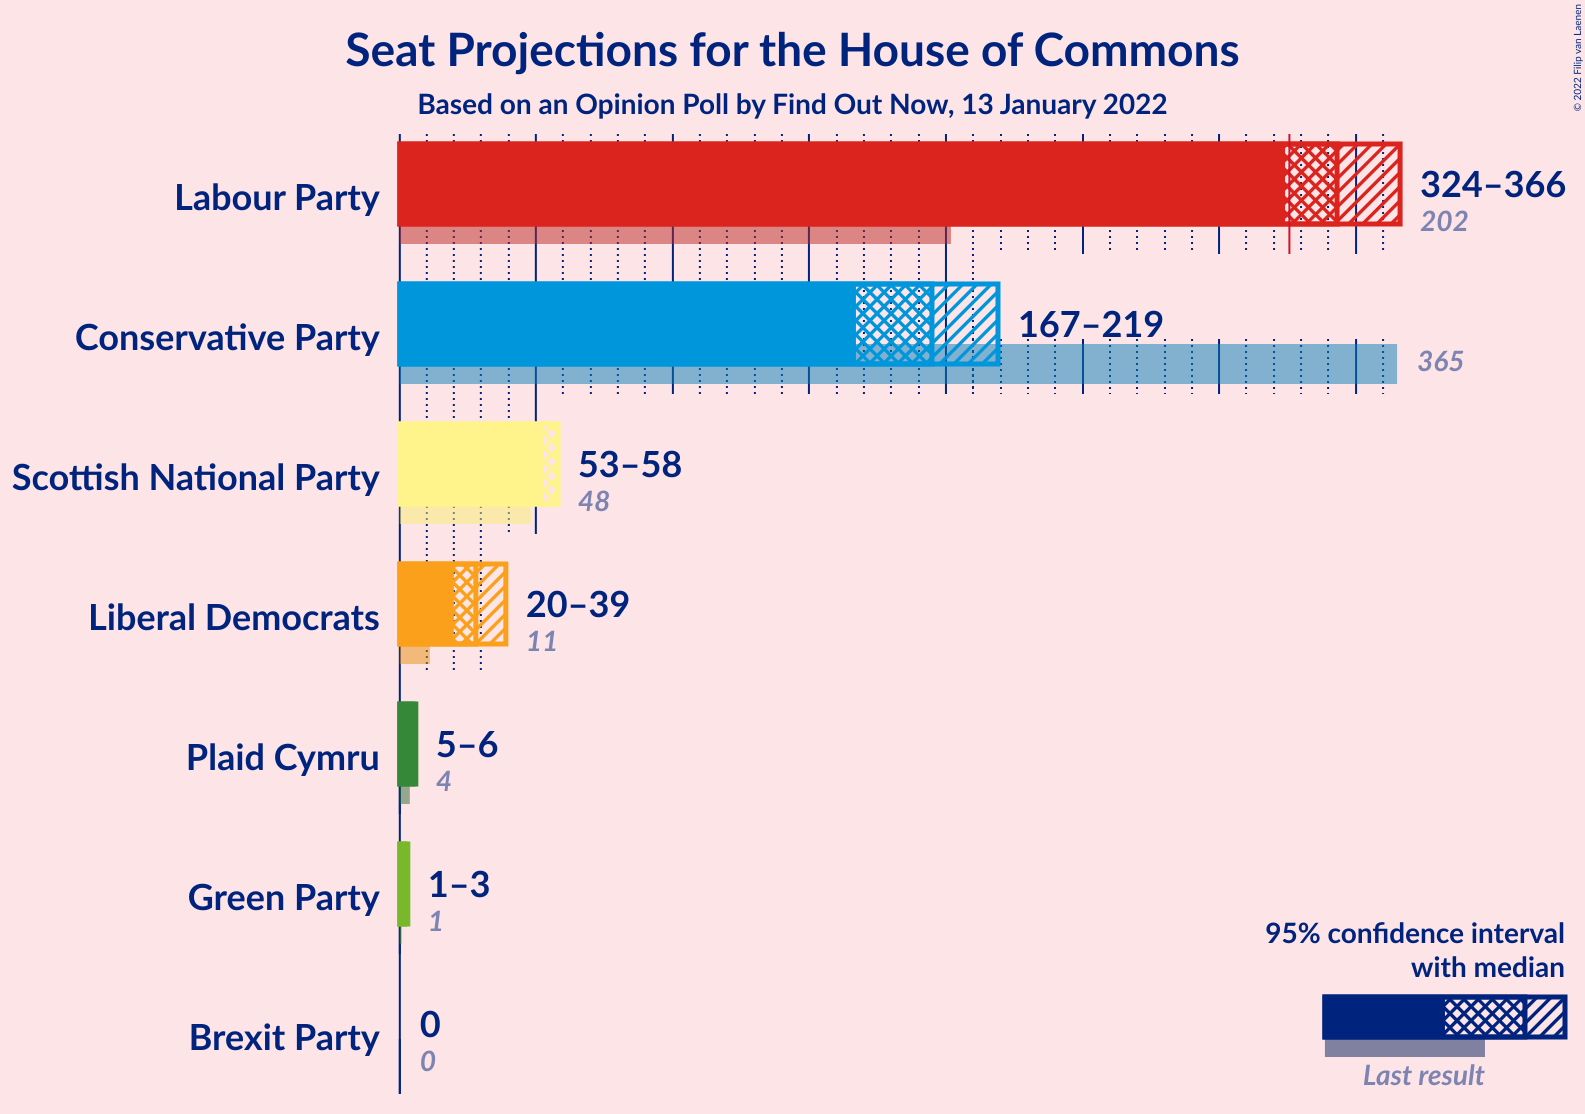 Seat Projections for the House of Commons
Based on an Opinion Poll by Find Out Now, 13 January 2022
© 2022 Filip van Laenen
Labour Party
324–366
202
Conservative Party
167–219
365
Scottish National Party
53–58
48
Liberal Democrats
20–39
11
Plaid Cymru
5–6
4
Green Party
1–3
1
Brexit Party
0
0
95% confidence interval
with median
Last result